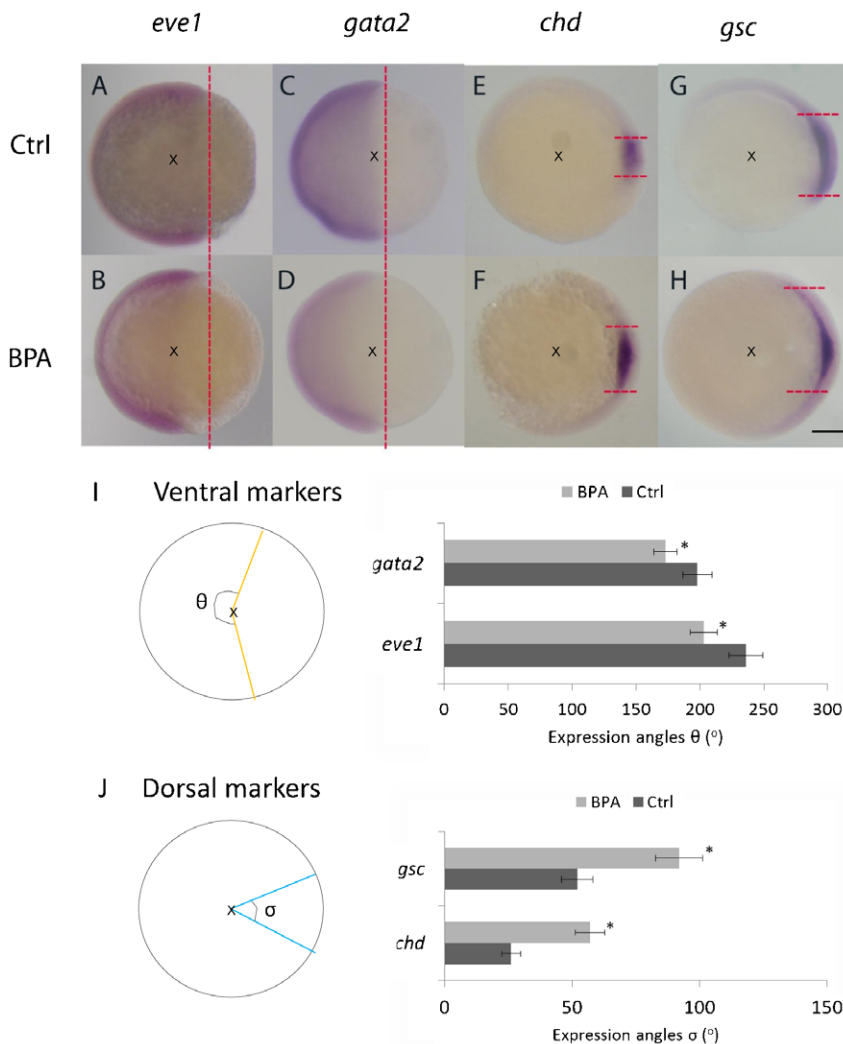 eve1 gata2 chd gsc
Ctrl
A C E G
x x x x
BPA
B D F H
x x x x
I Ventral markers
θ
x
BPA Ctrl
gata2 *
eve1 *
0 50 100 150 200 250 300
Expression angles θ (°)
J Dorsal markers
x σ
BPA Ctrl
gsc *
chd *
0 50 100 150
Expression angles σ (°)